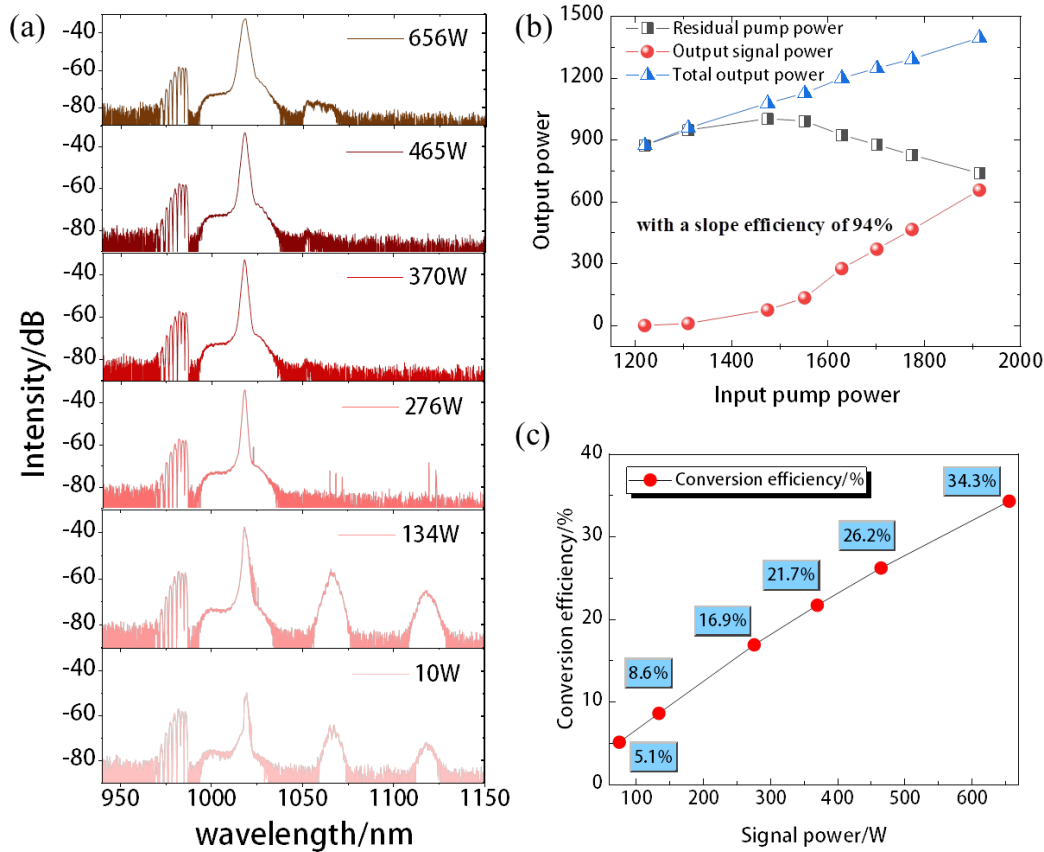 (a)
656W
-40
-60
-80
465W
-40
-60
-80
370W
-40
-60
-80
276W
-40
-60
-80
134W
-40
-60
-80
10W
-40
-60
-80
Intensity/dB
950
1000
1050
1100
1150
wavelength/nm
(b)
Residual pump power
Output signal power
Total output power
with a slope efficiency of 94%
1500
1200
900
600
300
0
Output power
1200
1400
1600
1800
2000
Input pump power
(c)
Conversion efficiency/%
34.3%
26.2%
21.7%
16.9%
8.6%
5.1%
40
30
20
10
0
Conversion efficiency/%
100
200
300
400
500
600
Signal power/W